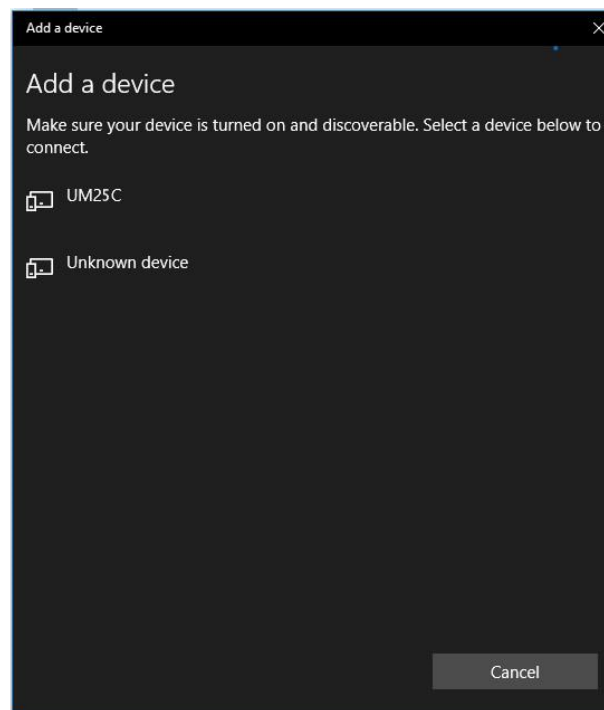 Add a device
Add a device
Make sure your device is turned on and discoverable. Select a device below to
connect.
UM25C
Unknown device
Cancel